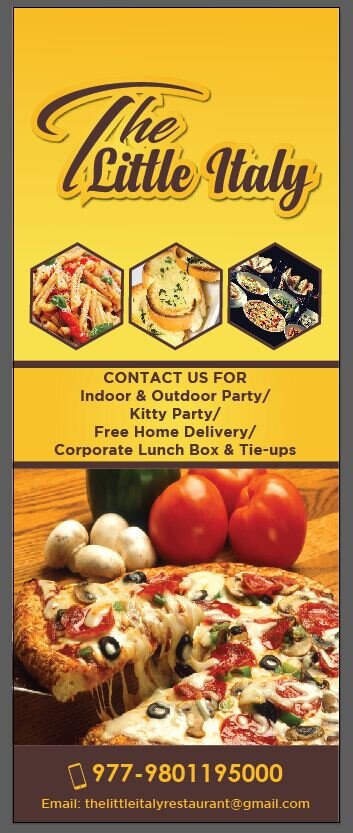 The
Little Italy
CONTACT US FOR
Indoor & Outdoor Party/
Kitty Party/
Free Home Delivery/
Corporate Lunch Box & Tie-ups
977-9801195000
Email: thelittleitalyrestaurant@gmail.com